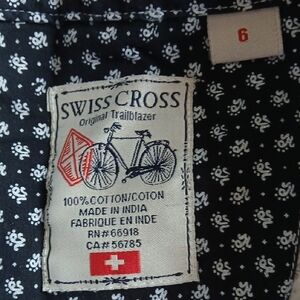 6
SWISS CROSS
Original Trailblazer
100% COTTON/COTON
MADE IN INDIA
FABRIQUE EN INDE
RN# 66918
CA# 56785